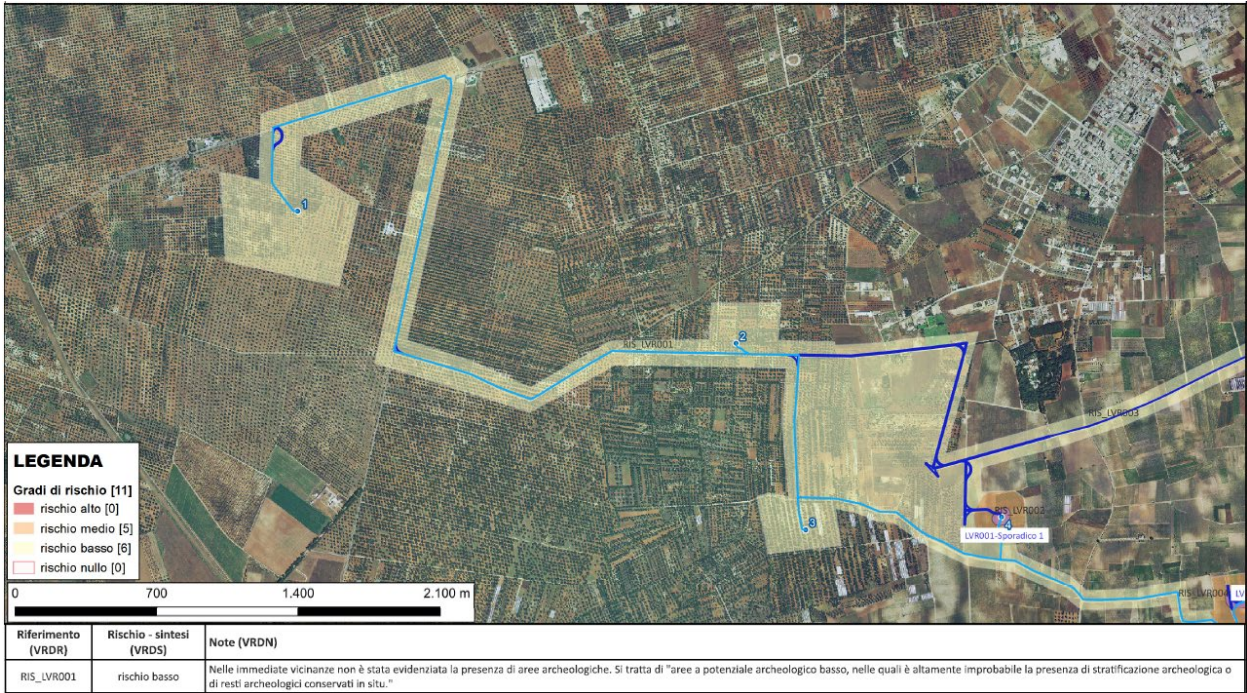 1
2
RIS_LVR001
RIS_LVR003
3
RIS_LVR002
4
LVR001-Sporadico 1
RIS_LVR004
LV
LEGENDA
Gradi di rischio [11]
rischio alto [0]
rischio medio [5]
rischio basso [6]
rischio nullo [0]
0 700 1.400 2.100 m
Riferimento (VRDR)
Rischio - sintesi (VRDS)
Note (VRDN)
RIS_LVR001
rischio basso
Nelle immediate vicinanze non è stata evidenziata la presenza di aree archeologiche. Si tratta di "aree a potenziale archeologico basso, nelle quali è altamente improbabile la presenza di stratificazione archeologica o
di resti archeologici conservati in situ."